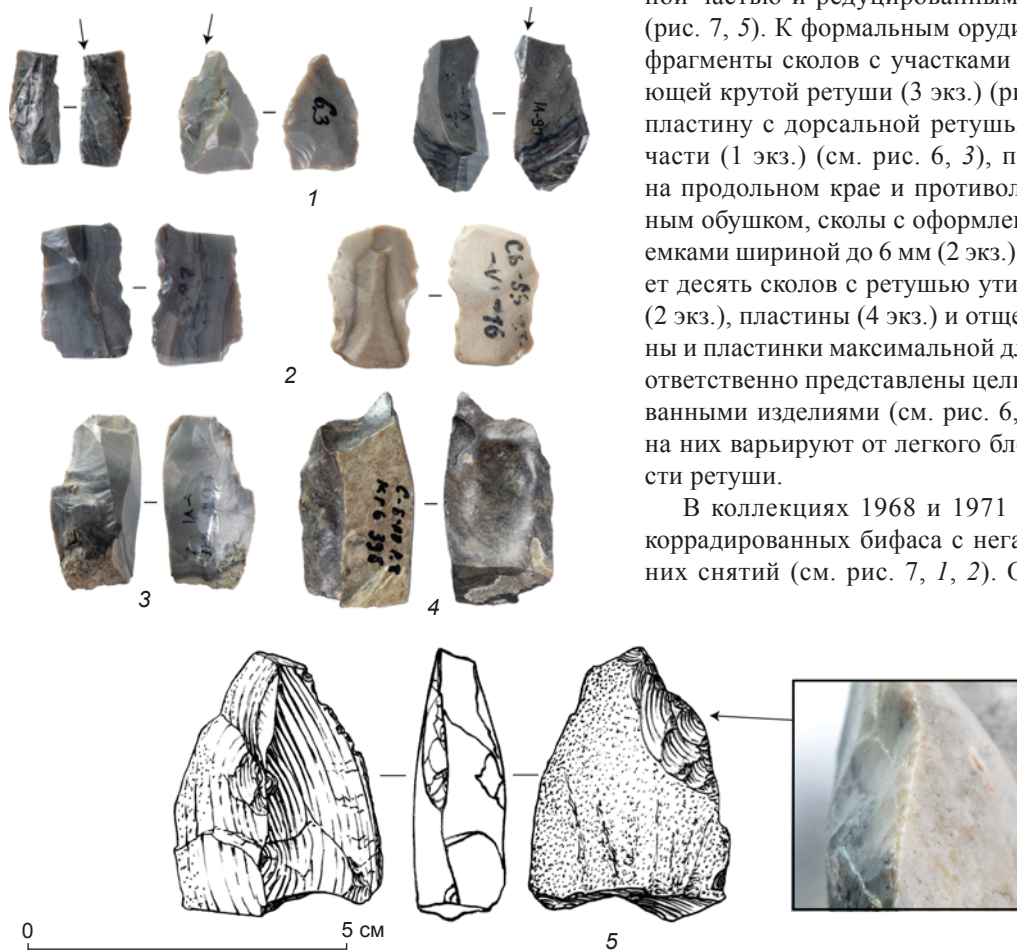 ной частью и редуцированным
(рис. 7, 5). К формальным оруди
фрагменты сколов с участками
ющей крутой ретуши (3 экз.) (ри
пластину с дорсальной ретушь
части (1 экз.) (см. рис. 6, 3), п
на продольном крае и противол
ным обушком, сколы с оформле
емками шириной до 6 мм (2 экз.)
ет десять сколов с ретушью ути
(2 экз.), пластины (4 экз.) и отще
ны и пластинки максимальной д
ответственно представлены цель
ванными изделиями (см. рис. 6,
на них варьируют от легкого бл
сти ретуши.
В коллекциях 1968 и 1971
коррадированных бифаса с нега
них снятий (см. рис. 7, 1, 2). О
6.3
1
2
3
4
0
5 см
5